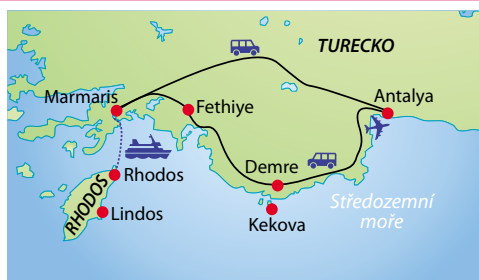 TURECKO
Marmaris
Fethiye
Antalya
Demre
Rhodos
RHODOS
Lindos
Kekova
Středozemní
moře